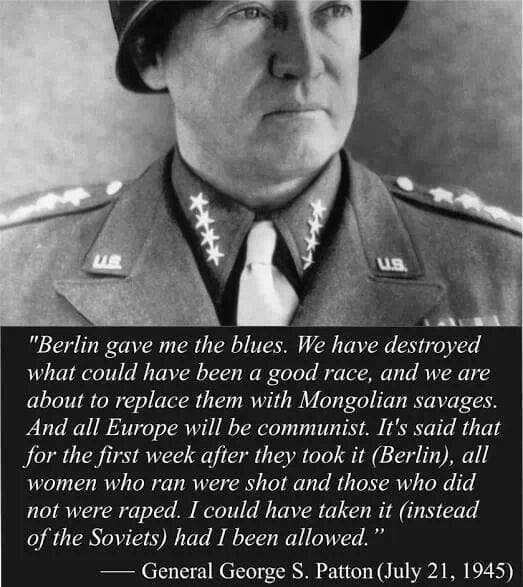 U.S.
U.S.
"Berlin gave me the blues. We have destroyed
what could have been a good race, and we are
about to replace them with Mongolian savages.
And all Europe will be communist. It's said that
for the first week after they took it (Berlin), all
women who ran were shot and those who did
not were raped. I could have taken it (instead
of the Soviets) had I been allowed.”
— General George S. Patton (July 21, 1945)